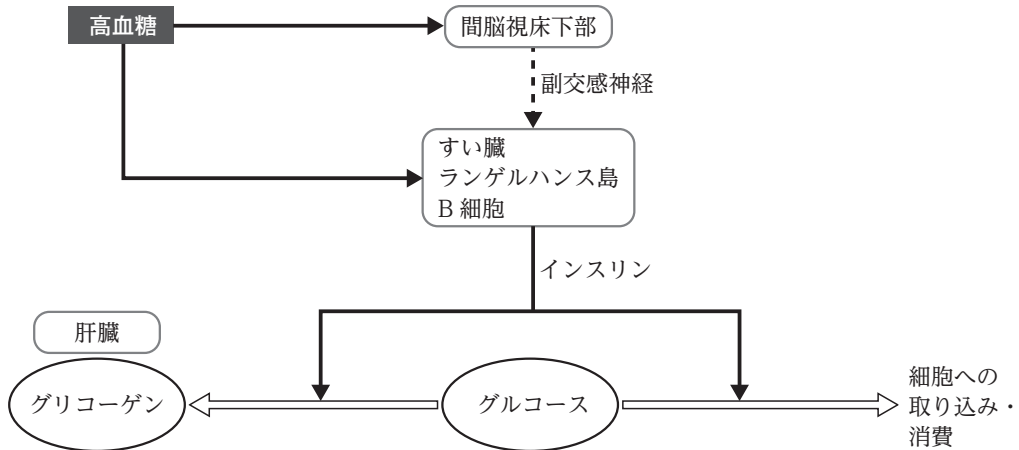 高血糖
間脳視床下部
副交感神経
すい臓
ランゲルハンス島
B 細胞
インスリン
肝臓
グリコーゲン
グルコース
細胞への
取り込み・
消費